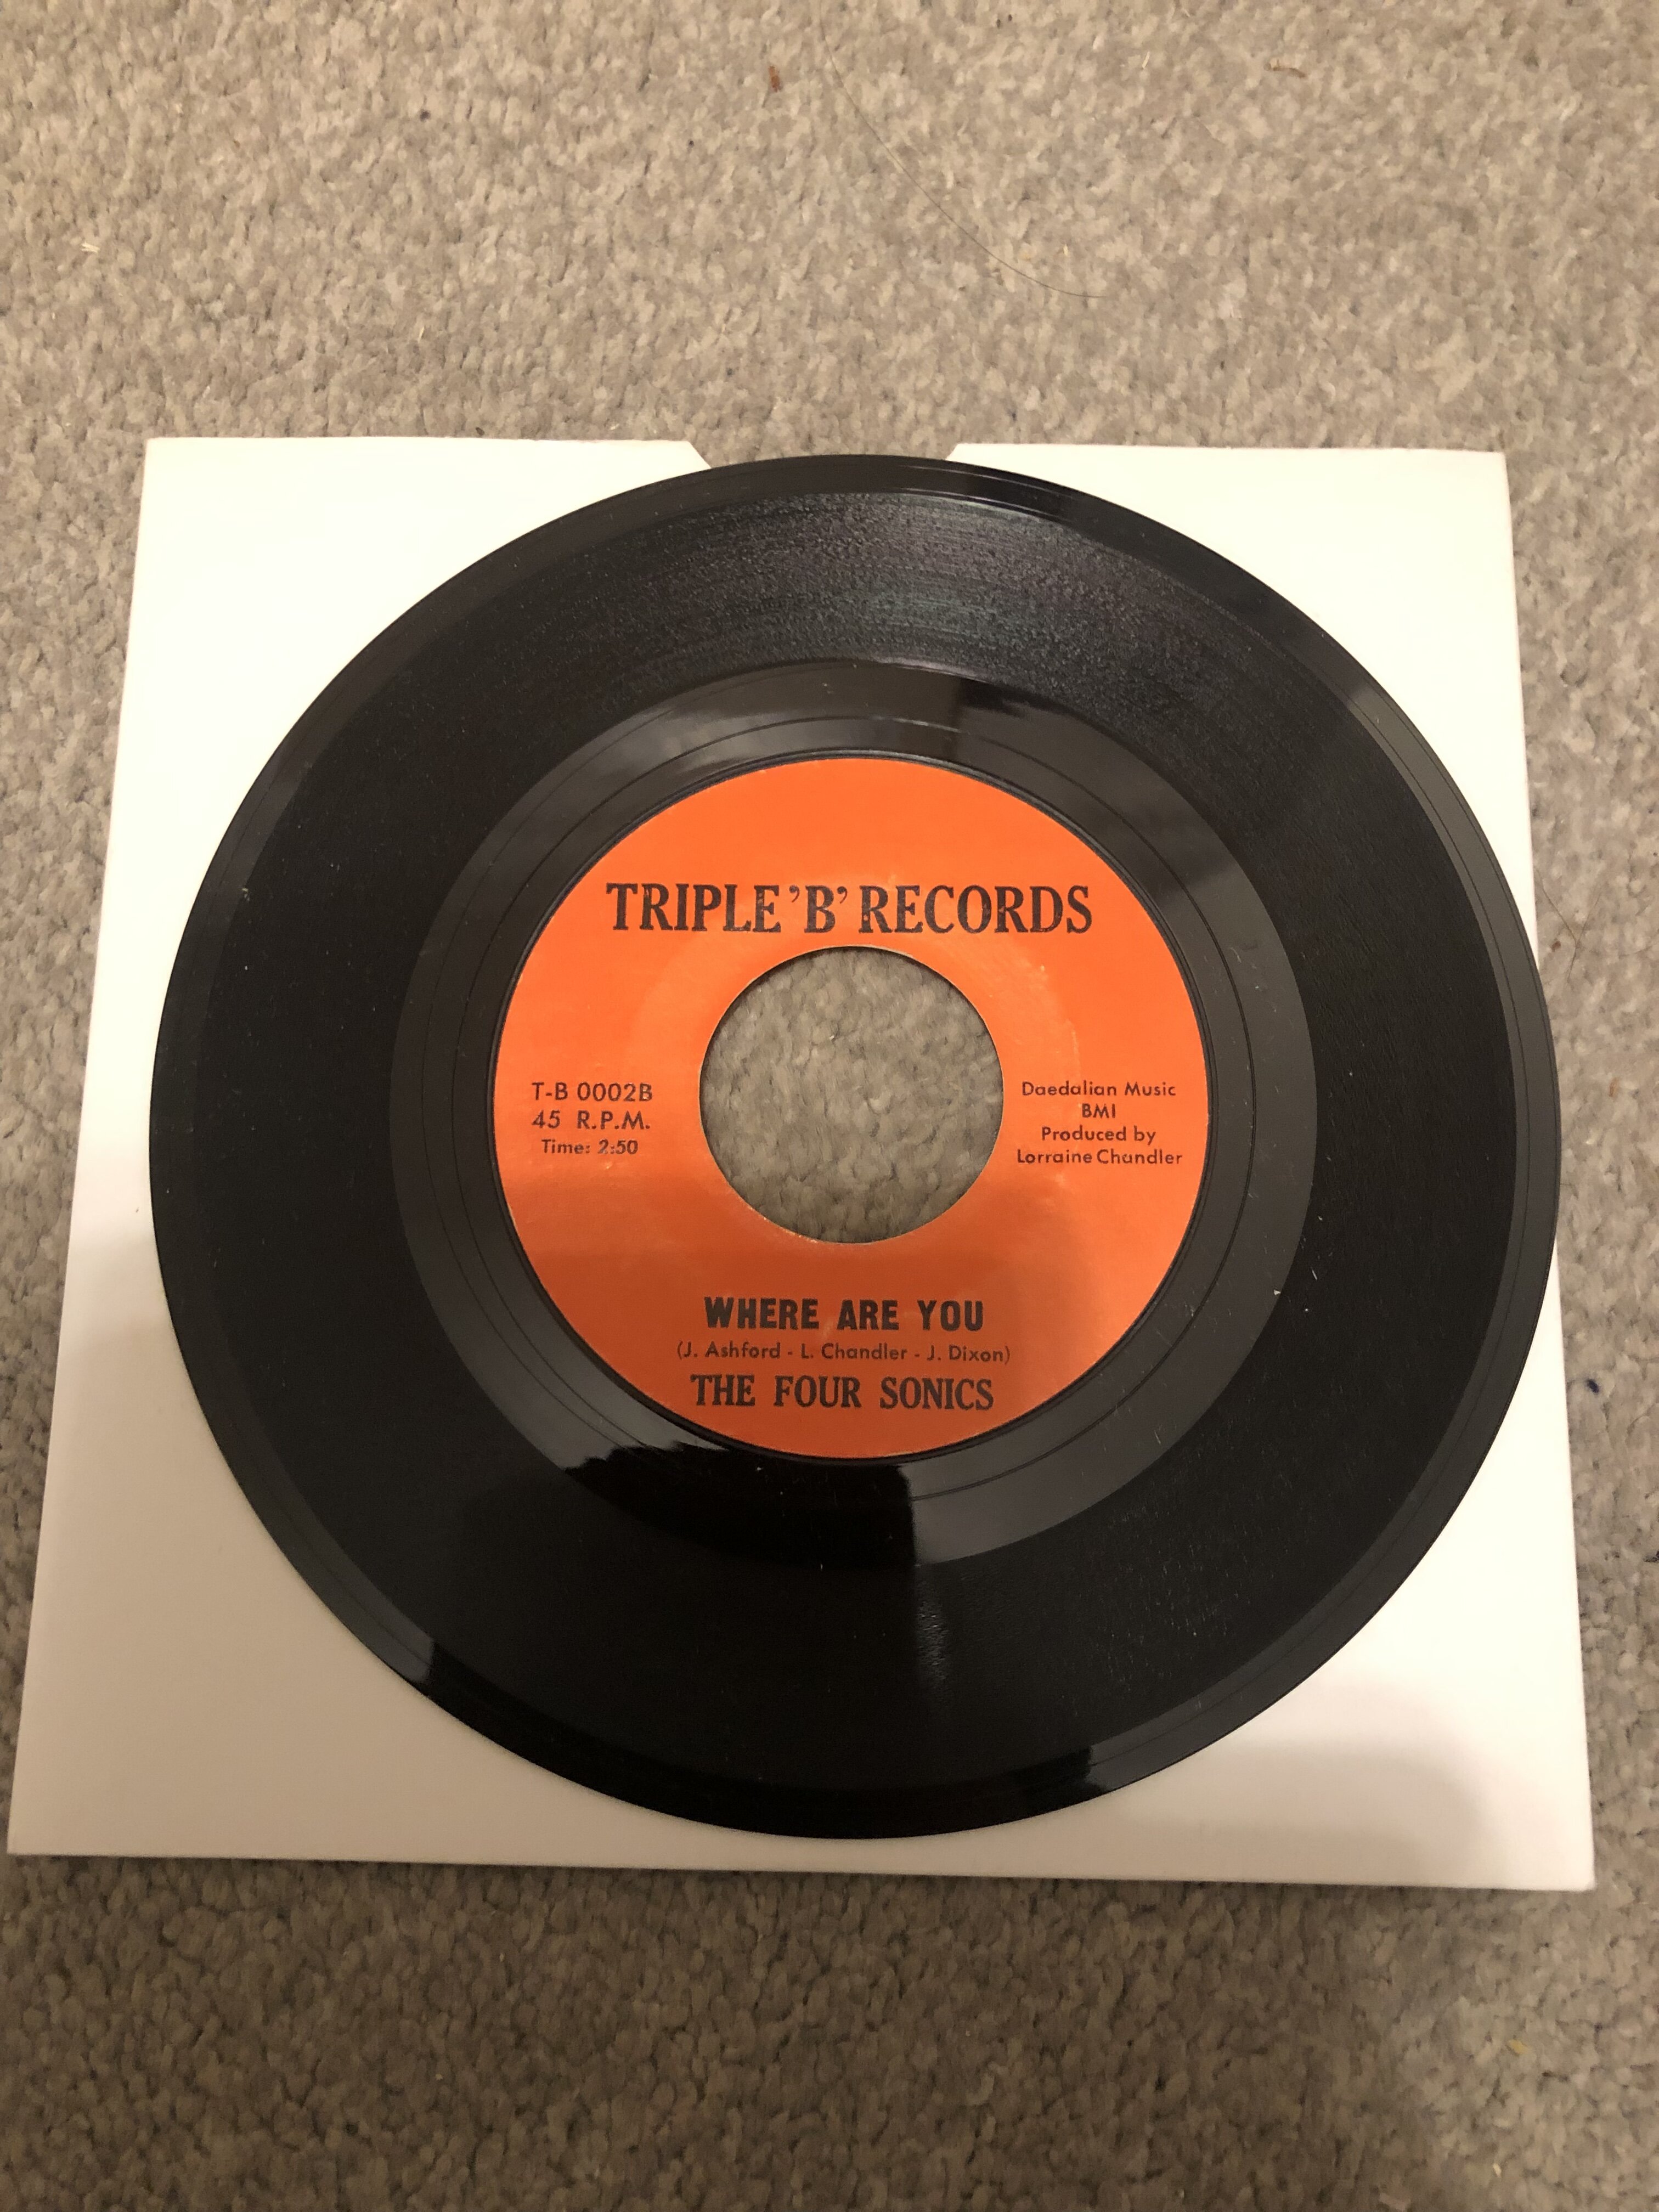 TRIPLE 'B' RECORDS
T-B 0002B
45 R.P.M.
Time: 2:50
Daedalian Music
BMI
Produced by
Lorraine Chandler
WHERE ARE YOU
(J. Ashford - L. Chandler - J. Dixon)
THE FOUR SONICS